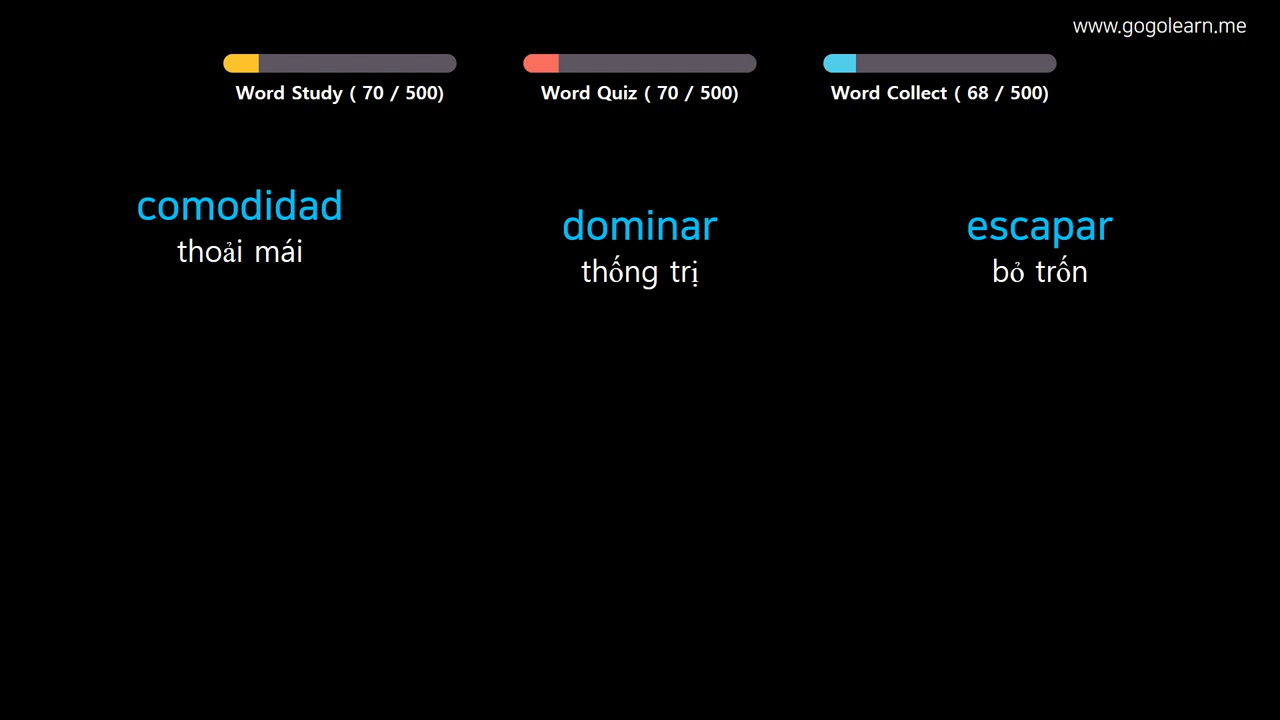 www.gogolearn.me
Word Study ( 70 / 500)
Word Quiz ( 70 / 500)
Word Collect ( 68 / 500)
comodidad
thoải mái
dominar
thống trị
escapar
bỏ trốn